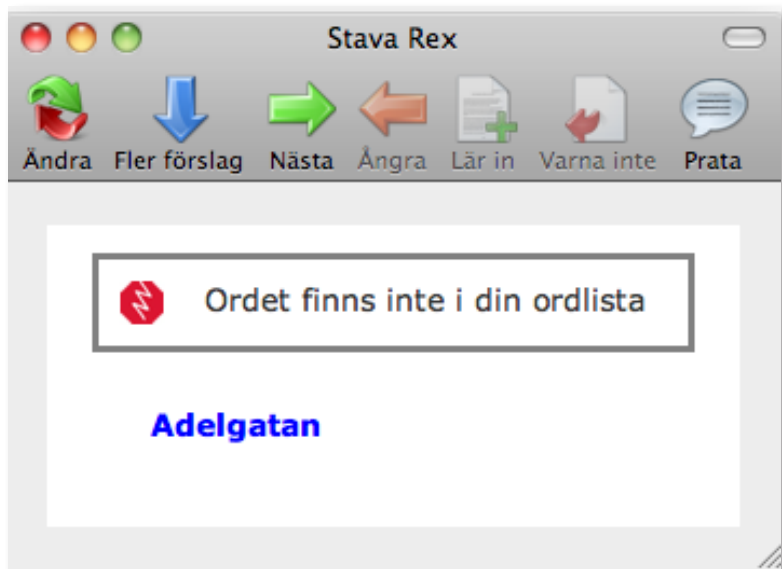 Stava Rex
Ändra Fler förslag Nästa Ångra Lär in Varna inte Prata
Ordet finns inte i din ordlista
Adelgatan